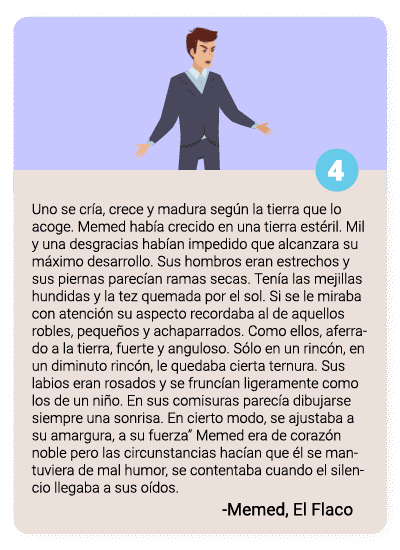 4
Uno se cría, crece y madura según la tierra que lo
acoge. Memed había crecido en una tierra estéril. Mil
y una desgracias habían impedido que alcanzara su
máximo desarrollo. Sus hombros eran estrechos y
sus piernas parecían ramas secas. Tenía las mejillas
hundidas y la tez quemada por el sol. Si se le miraba
con atención su aspecto recordaba al de aquellos
robles, pequeños y achaparrados. Como ellos, aferra-
do a la tierra, fuerte y anguloso. Sólo en un rincón, en
un diminuto rincón, le quedaba cierta ternura. Sus
labios eran rosados y se fruncían ligeramente como
los de un niño. En sus comisuras parecía dibujarse
siempre una sonrisa. En cierto modo, se ajustaba a
su amargura, a su fuerza” Memed era de corazón
noble pero las circunstancias hacían que él se man-
tuviera de mal humor, se contentaba cuando el silen-
cio llegaba a sus oídos.
-Memed, El Flaco